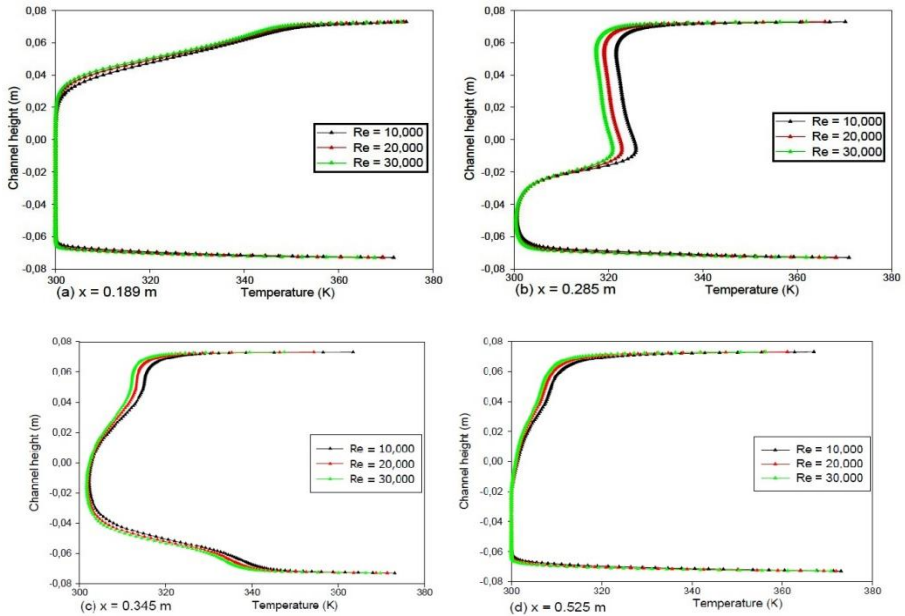 0,08
0,06
0,04
0,02
0,00
-0,02
-0,04
-0,06
-0,08
Channel height (m)
Re = 10,000
Re = 20,000
Re = 30,000
300 320 340 360 380
(a) x = 0.189 m
Temperature (K)
0,08
0,06
0,04
0,02
0,00
-0,02
-0,04
-0,06
-0,08
Channel height (m)
Re = 10,000
Re = 20,000
Re = 30,000
300 320 340 360 380
(b) x = 0.285 m
Temperature (K)
0,08
0,06
0,04
0,02
0,00
-0,02
-0,04
-0,06
-0,08
Channel height (m)
Re = 10,000
Re = 20,000
Re = 30,000
300 320 340 360 380
(c) x = 0.345 m
Temperature (K)
0,08
0,06
0,04
0,02
0,00
-0,02
-0,04
-0,06
-0,08
Channel height (m)
Re = 10,000
Re = 20,000
Re = 30,000
300 320 340 360 380
(d) x = 0.525 m
Temperature (K)